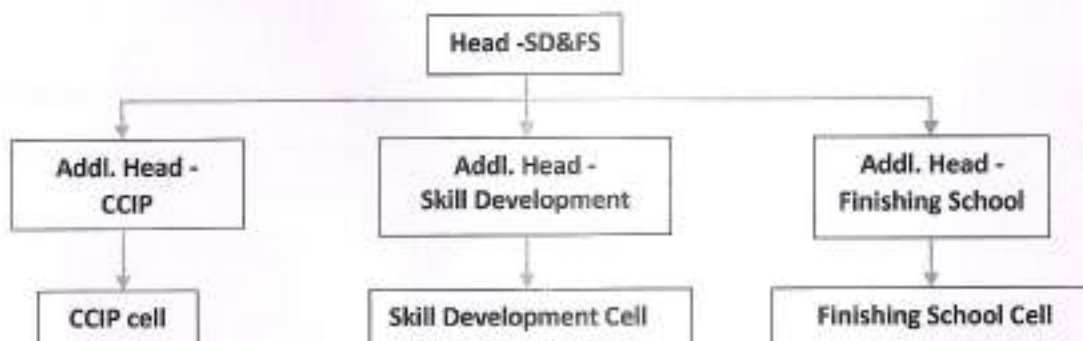 Head -SD&FS
Addl. Head -
CCIP
Addl. Head -
Skill Development
Addl. Head -
Finishing School
CCIP cell
Skill Development Cell
Finishing School Cell